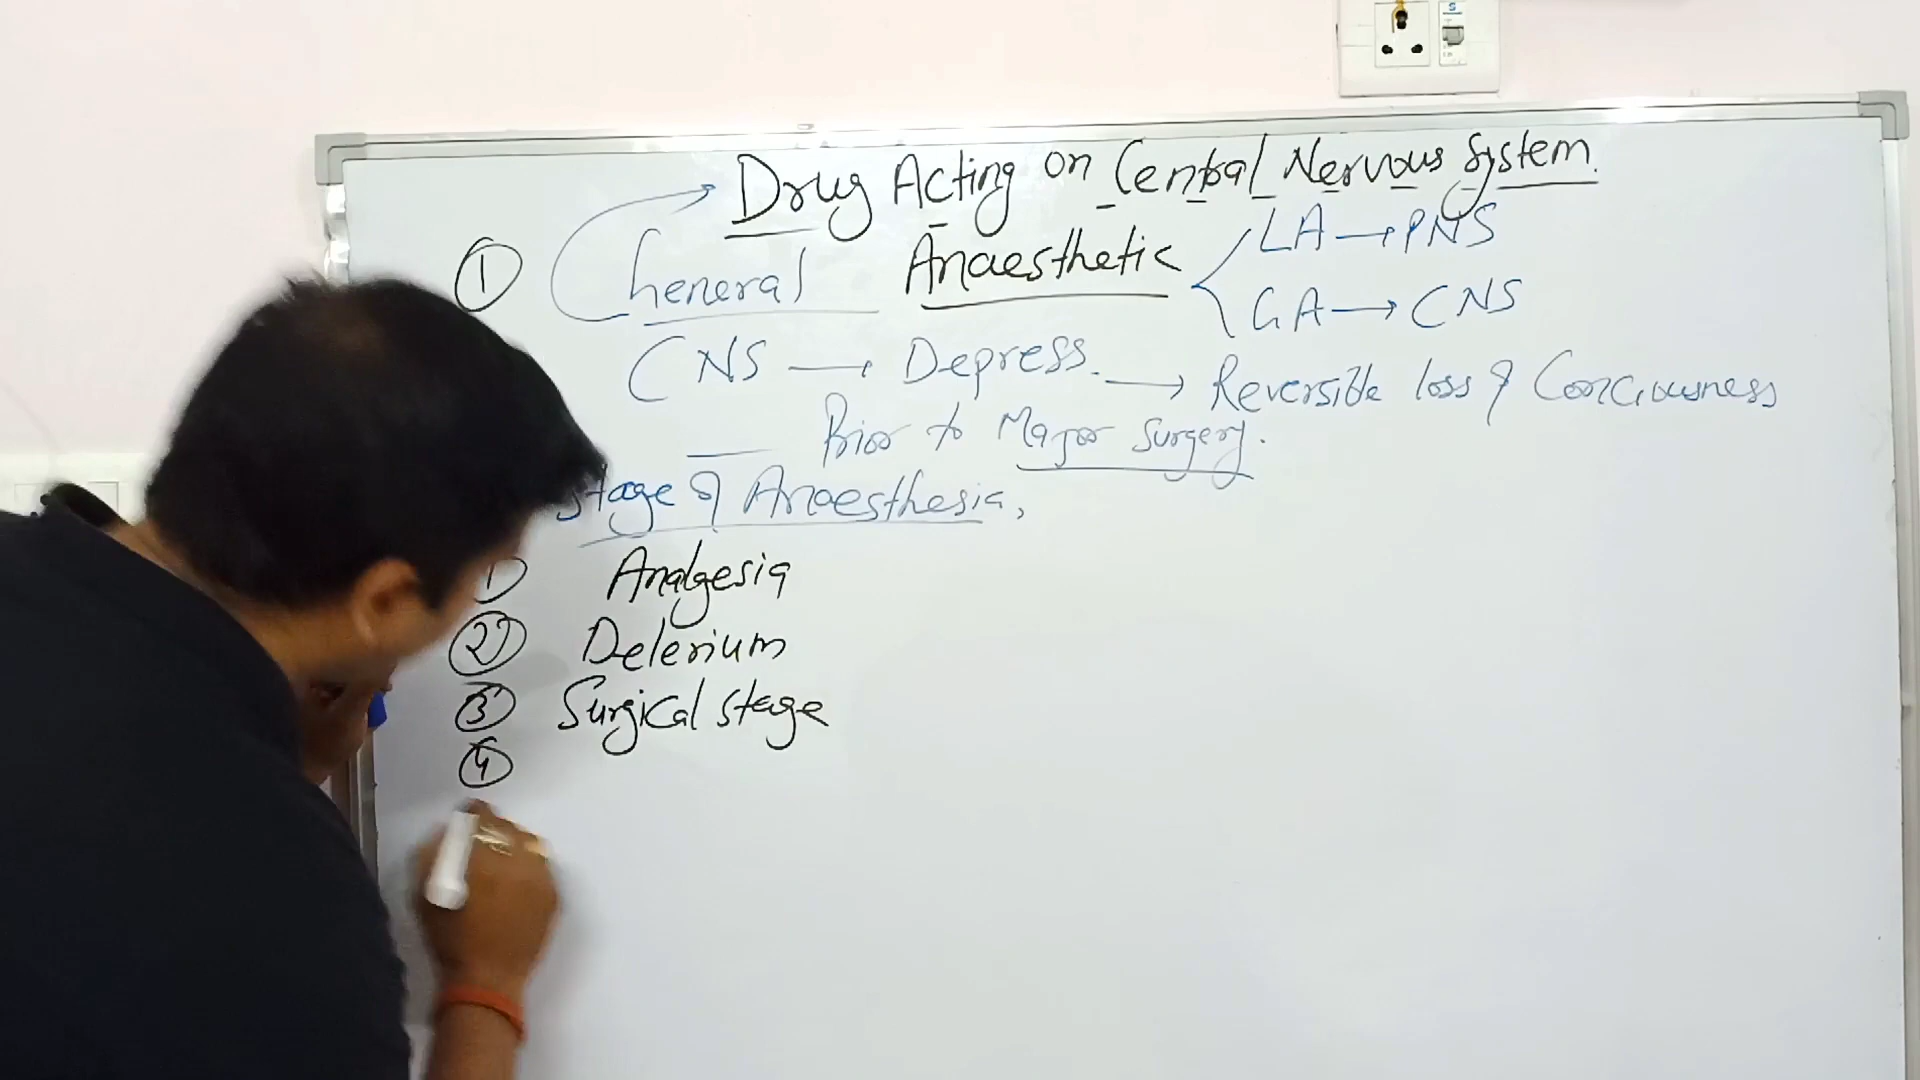 Drug Acting on Central Nervous System.
① General Anaesthetic
LA → PNS
GA → CNS
CNS → Depress. → Reversible loss of Conciousness
Prior to Major Surgery.
Stage of Anaesthesia,
① Analgesia
② Delerium
③ Surgical stage
④